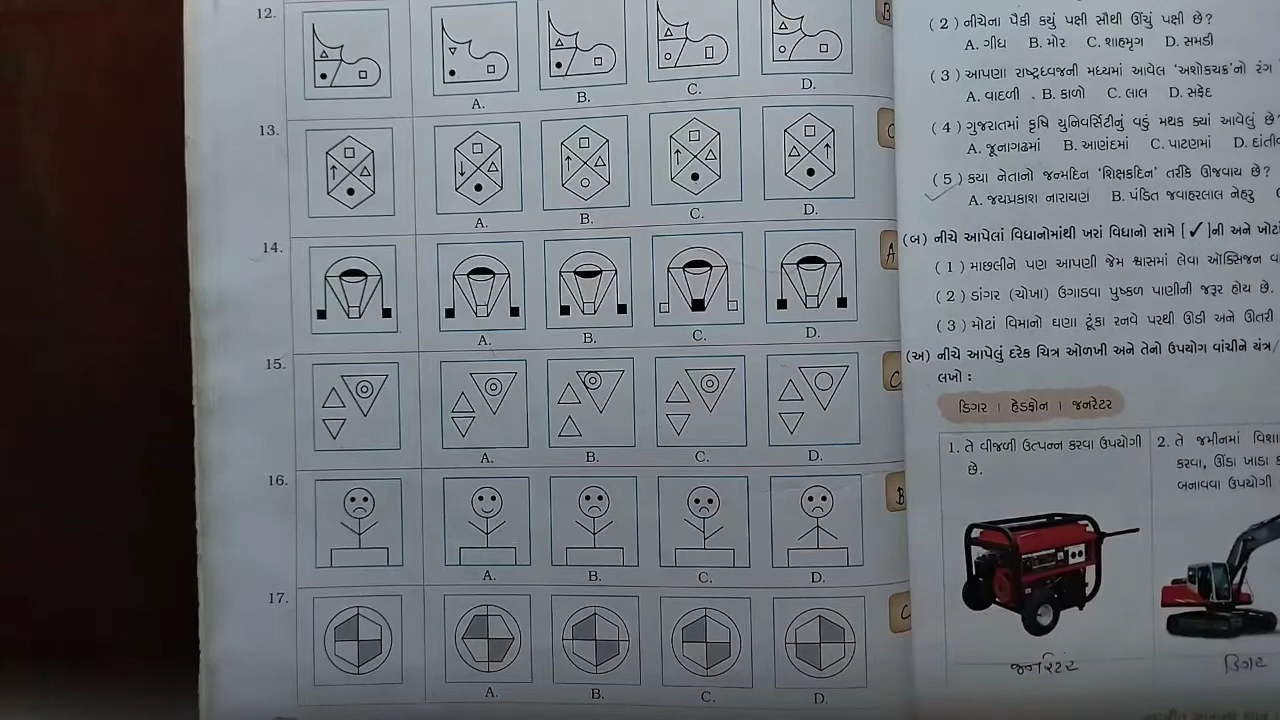 12.
A.
B.
C.
D.
B
13.
A.
B.
C.
D.
C
14.
A.
B.
C.
D.
A
15.
A.
B.
C.
D.
C
16.
A.
B.
C.
D.
B
17.
A.
B.
C.
D.
C
( 2 ) નીચેના પૈકી કયું પક્ષી સૌથી ઊંચું પક્ષી છે?
A. ગીધ B. મોર C. શાહમૃગ D. સમડી
( 3 ) આપણા રાષ્ટ્રધ્વજની મધ્યમાં આવેલ ‘અશોકચક્ર’નો રંગ
A. વાદળી . B. કાળો C. લાલ D. સફેદ
( 4 ) ગુજરાતમાં કૃષિ યુનિવર્સિટીનું વડું મથક ક્યાં આવેલું છે?
A. જૂનાગઢમાં B. આણંદમાં C. પાટણમાં D.
( 5 ) કયા નેતાનો જન્મદિન ‘શિક્ષકદિન’ તરીકે ઊજવાય છે?
A. જયપ્રકાશ નારાયણ B. પંડિત જવાહરલાલ નેહરુ
(બ) નીચે આપેલાં વિધાનોમાંથી ખરાં વિધાનો સામે [ ✓ ]ની અને
( 1 ) માછલીને પણ આપણી જેમ શ્વાસમાં લેવા ઑક્સિજન
( 2 ) ડાંગર (ચોખા) ઉગાડવા પુષ્કળ પાણીની જરૂર હોય છે.
( 3 ) મોટાં વિમાનો ઘણા ટૂંકા રનવે પરથી ઊડી અને ઊતરી
(અ) નીચે આપેલું દરેક ચિત્ર ઓળખી અને તેનો ઉપયોગ વાંચીને યંત્ર/
લખો :
ડિગર । હેડફોન । જનરેટર
1. તે વીજળી ઉત્પન્ન કરવા ઉપયોગી
છે.
જનરેટર
2. તે જમીનમાં
કરવા, ઊંડા ખાડા
બનાવવા ઉપયોગી
ડિગર